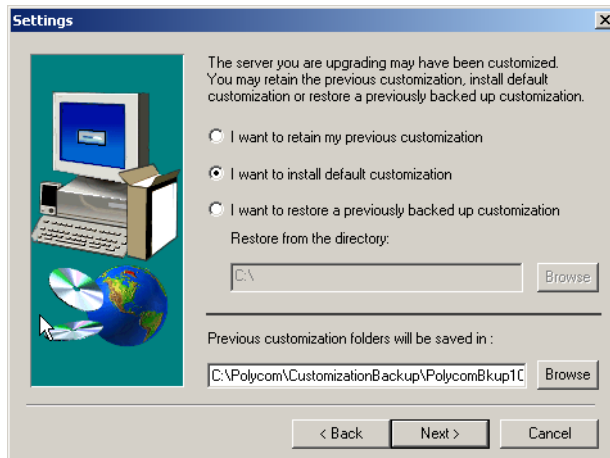 Settings
The server you are upgrading may have been customized.
You may retain the previous customization, install default
customization or restore a previously backed up customization.
I want to retain my previous customization
I want to install default customization
I want to restore a previously backed up customization
Restore from the directory:
C:\
Browse
Previous customization folders will be saved in :
C:\Polycom\CustomizationBackup\PolycomBkup10
Browse
< Back
Next >
Cancel